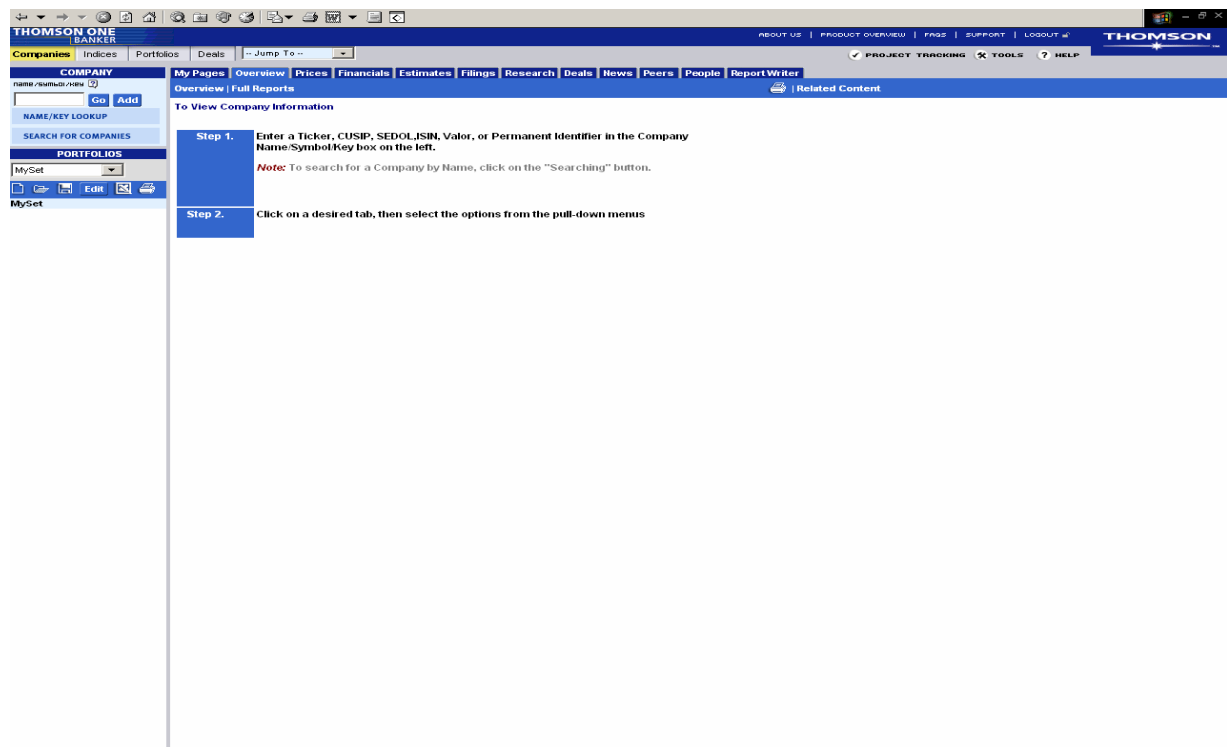 THOMSON ONE
BANKER
ABOUT US | PRODUCT OVERVIEW | FAQS | SUPPORT | LOGOUT
THOMSON
Companies Indices Portfolios Deals -- Jump To --
PROJECT TRACKING TOOLS ? HELP
COMPANY
My Pages Overview Prices Financials Estimates Filings Research Deals News Peers People Report Writer
name/symbol/key ?
Overview | Full Reports | Related Content
Go Add
To View Company Information
NAME/KEY LOOKUP
SEARCH FOR COMPANIES
Step 1. Enter a Ticker, CUSIP, SEDOL,ISIN, Valor, or Permanent Identifier in the Company
Name/Symbol/Key box on the left.
PORTFOLIOS
MySet
Note: To search for a Company by Name, click on the "Searching" button.
Edit
MySet
Step 2. Click on a desired tab, then select the options from the pull-down menus